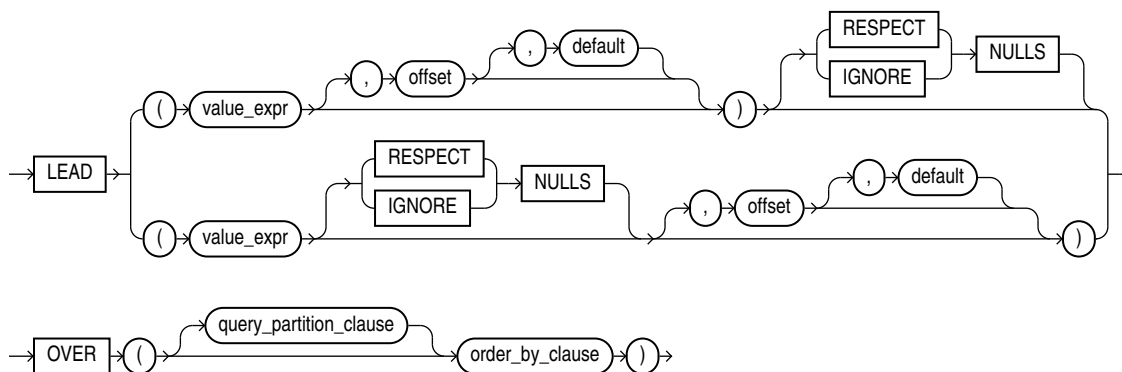 RESPECT
, default
, offset IGNORE NULLS
( value_expr )
LEAD
RESPECT
, default
IGNORE NULLS , offset
( value_expr )
query_partition_clause
OVER ( order_by_clause )